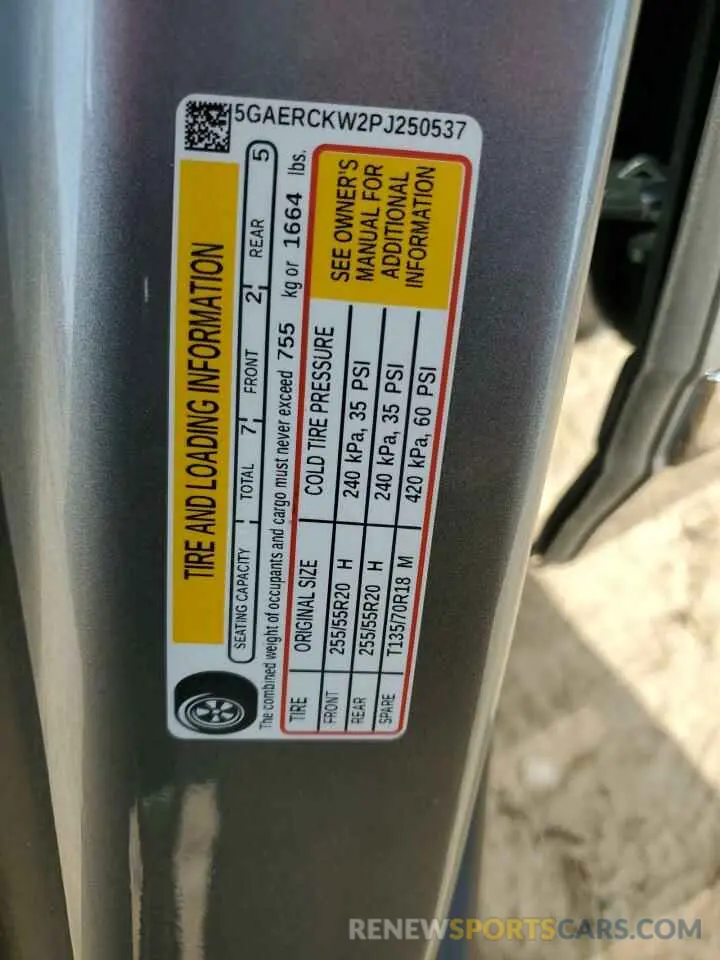 5GAERCKW2PJ250537
TIRE AND LOADING INFORMATION
SEATING CAPACITY TOTAL 7 FRONT 2 REAR 5
The combined weight of occupants and cargo must never exceed 755 kg or 1664 lbs.
TIRE ORIGINAL SIZE COLD TIRE PRESSURE
FRONT 255/55R20 H 240 kPa, 35 PSI
REAR 255/55R20 H 240 kPa, 35 PSI
SPARE T135/70R18 M 420 kPa, 60 PSI
SEE OWNER'S
MANUAL FOR
ADDITIONAL
INFORMATION
RENEWSPORTSCARS.COM